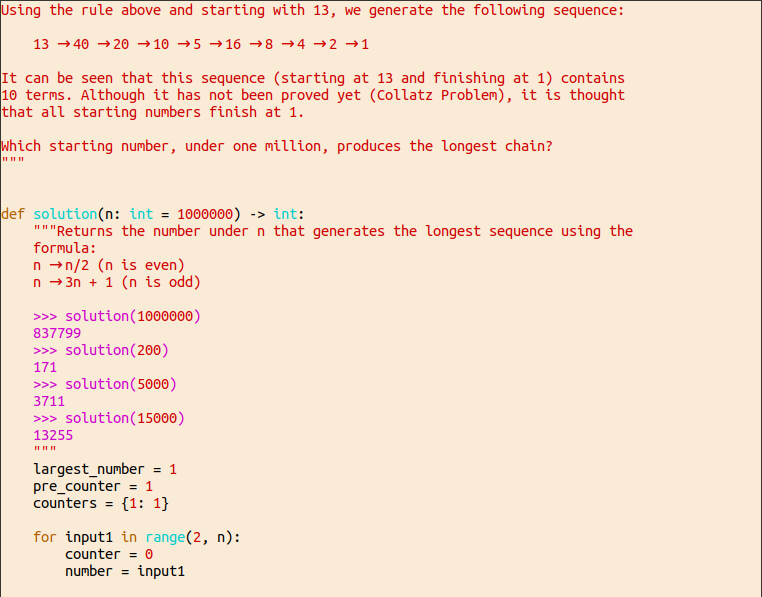 Using the rule above and starting with 13, we generate the following sequence:

    13 → 40 → 20 → 10 → 5 → 16 → 8 → 4 → 2 → 1

It can be seen that this sequence (starting at 13 and finishing at 1) contains
10 terms. Although it has not been proved yet (Collatz Problem), it is thought
that all starting numbers finish at 1.

Which starting number, under one million, produces the longest chain?
"""


def solution(n: int = 1000000) -> int:
    """Returns the number under n that generates the longest sequence using the
    formula:
    n → n/2 (n is even)
    n → 3n + 1 (n is odd)

    >>> solution(1000000)
    837799
    >>> solution(200)
    171
    >>> solution(5000)
    3711
    >>> solution(15000)
    13255
    """
    largest_number = 1
    pre_counter = 1
    counters = {1: 1}

    for input1 in range(2, n):
        counter = 0
        number = input1